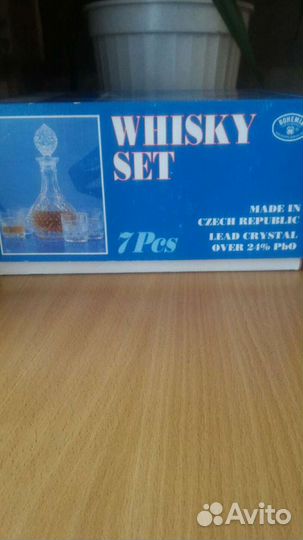 WHISKY
SET
7 Pcs
BOHEMIA
MADE IN
CZECH REPUBLIC
LEAD CRYSTAL
OVER 24% PbO
Avito